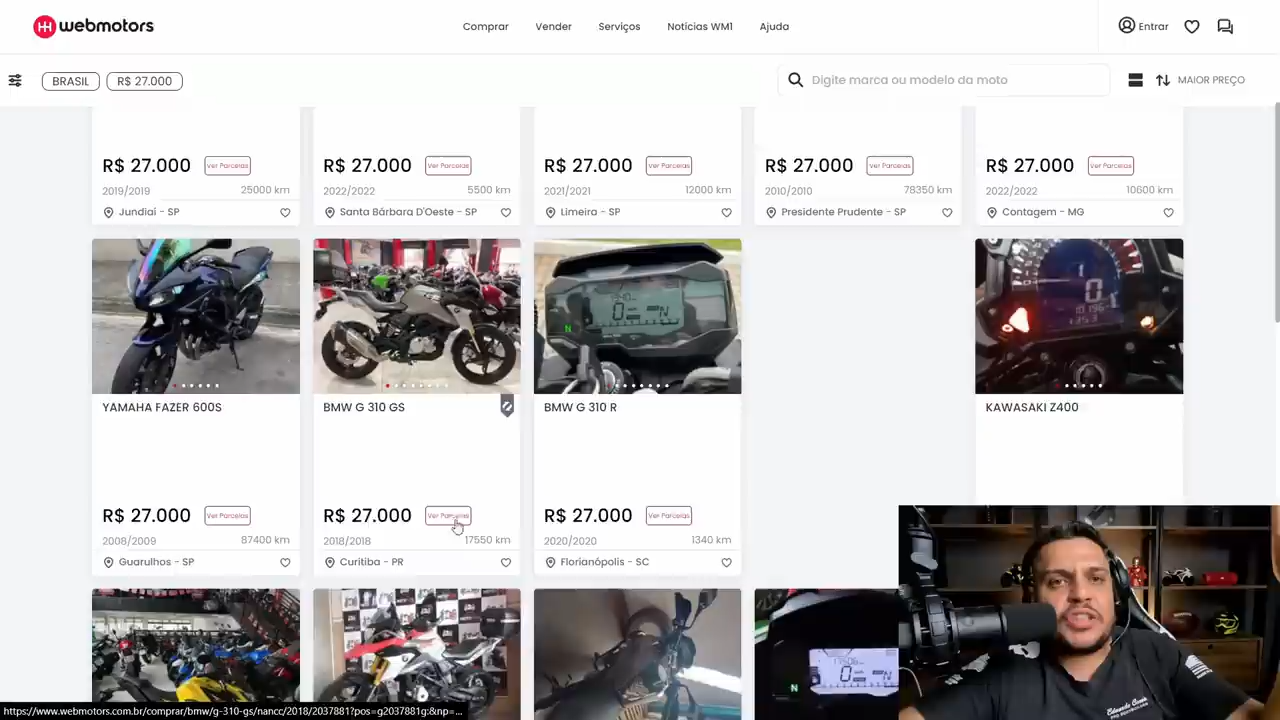 webmotors
Comprar
Vender
Serviços
Notícias WM1
Ajuda
Entrar
BRASIL
R$ 27.000
Digite marca ou modelo da moto
MAIOR PREÇO
R$ 27.000 Ver Parcelas
2019/2019 25000 km
Jundiaí - SP
R$ 27.000 Ver Parcelas
2022/2022 5500 km
Santa Bárbara D'Oeste - SP
R$ 27.000 Ver Parcelas
2021/2021 12000 km
Limeira - SP
R$ 27.000 Ver Parcelas
2010/2010 78350 km
Presidente Prudente - SP
R$ 27.000 Ver Parcelas
2022/2022 10600 km
Contagem - MG
YAMAHA FAZER 600S
R$ 27.000 Ver Parcelas
2008/2009 87400 km
Guarulhos - SP
BMW G 310 GS
R$ 27.000 Ver Parcelas
2018/2018 17550 km
Curitiba - PR
N
BMW G 310 R
R$ 27.000 Ver Parcelas
2020/2020 1340 km
Florianópolis - SC
KAWASAKI Z400
N
https://www.webmotors.com.br/comprar/bmw/g-310-gs/nancc/2018/2037881?pos=g2037881g:&np=...